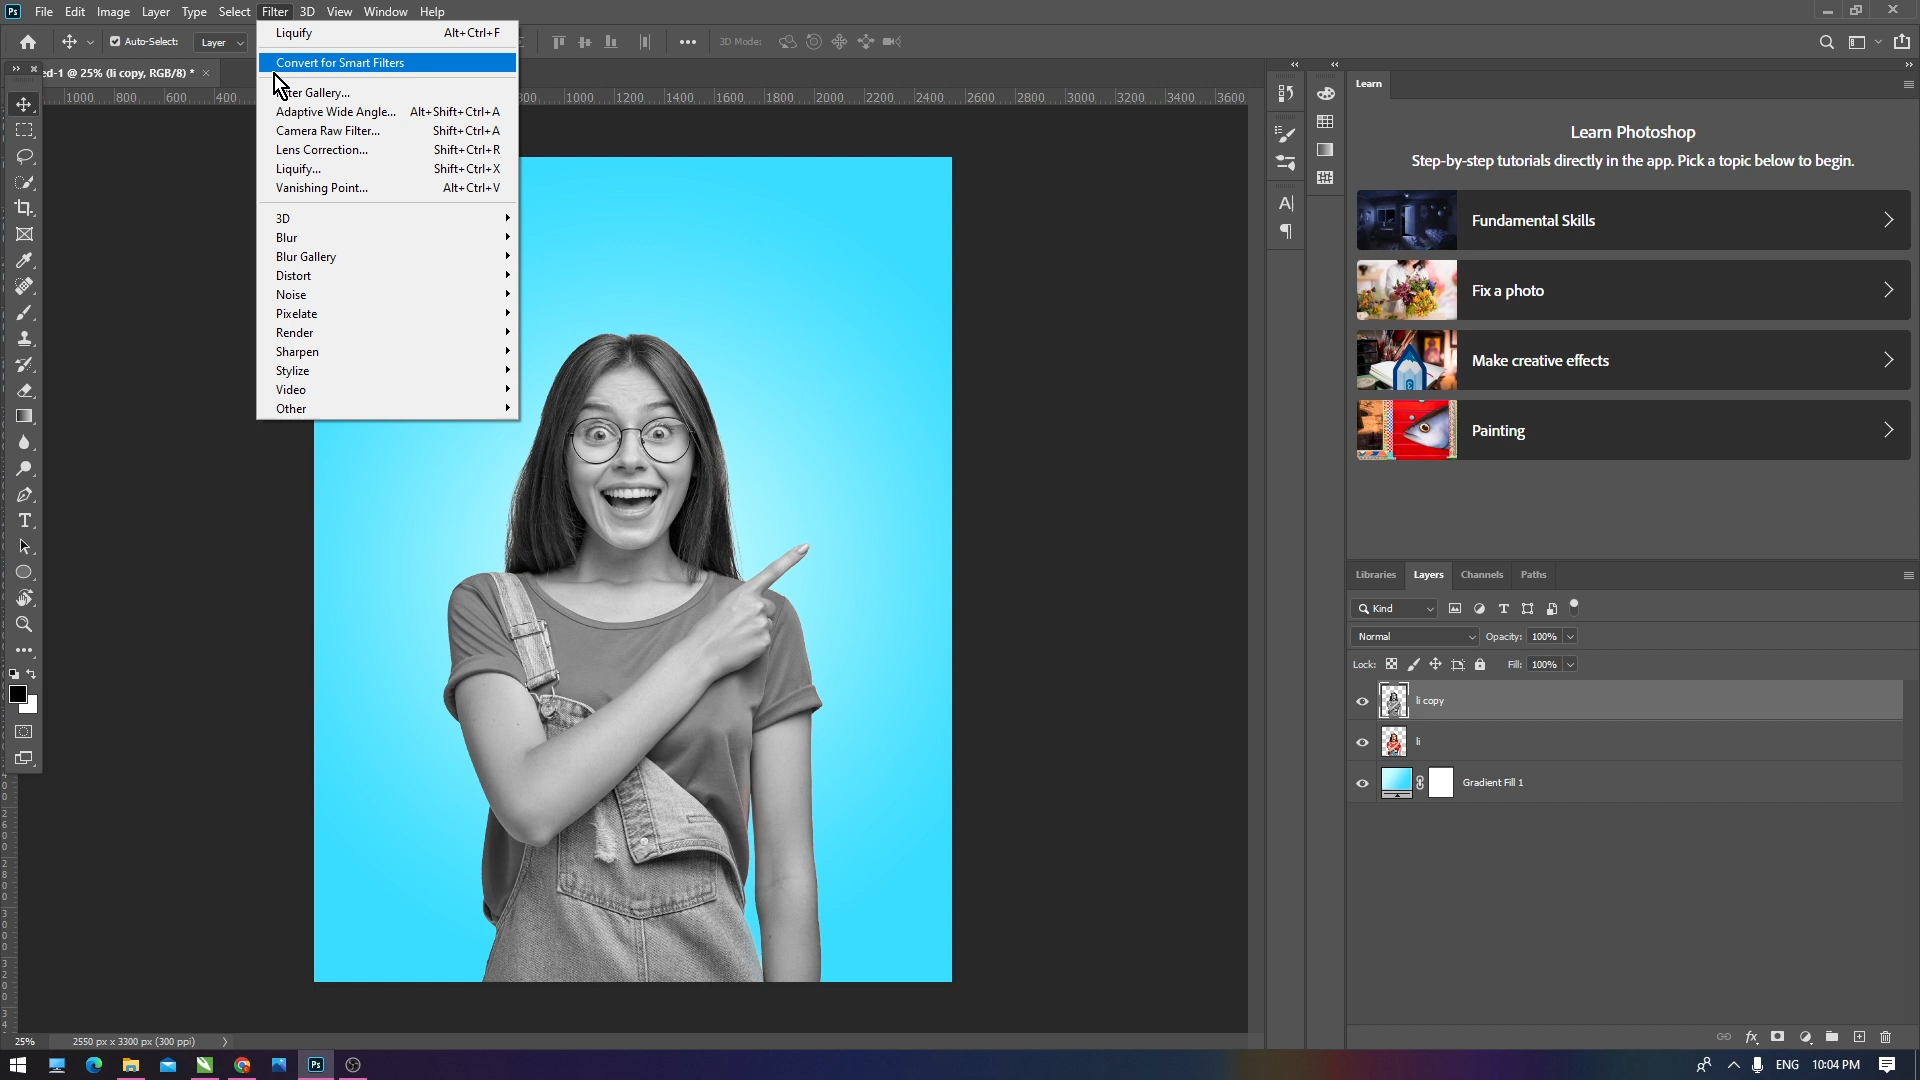 Ps File Edit Image Layer Type Select Filter 3D View Window Help
Auto-Select: Layer 3D Mode:
ed-1 @ 25% (li copy, RGB/8) *
1000 800 600 400 800 1000 1200 1400 1600 1800 2000 2200 2400 2600 2800 3000 3200 3400 3600
Liquify Alt+Ctrl+F
Convert for Smart Filters
ter Gallery...
Adaptive Wide Angle... Alt+Shift+Ctrl+A
Camera Raw Filter... Shift+Ctrl+A
Lens Correction... Shift+Ctrl+R
Liquify... Shift+Ctrl+X
Vanishing Point... Alt+Ctrl+V
3D
Blur
Blur Gallery
Distort
Noise
Pixelate
Render
Sharpen
Stylize
Video
Other
Learn
Learn Photoshop
Step-by-step tutorials directly in the app. Pick a topic below to begin.
Fundamental Skills
Fix a photo
Make creative effects
Painting
Libraries Layers Channels Paths
Kind
Normal Opacity: 100%
Lock: Fill: 100%
li copy
li
Gradient Fill 1
25% 2550 px x 3300 px (300 ppi)
Ps ENG 10:04 PM